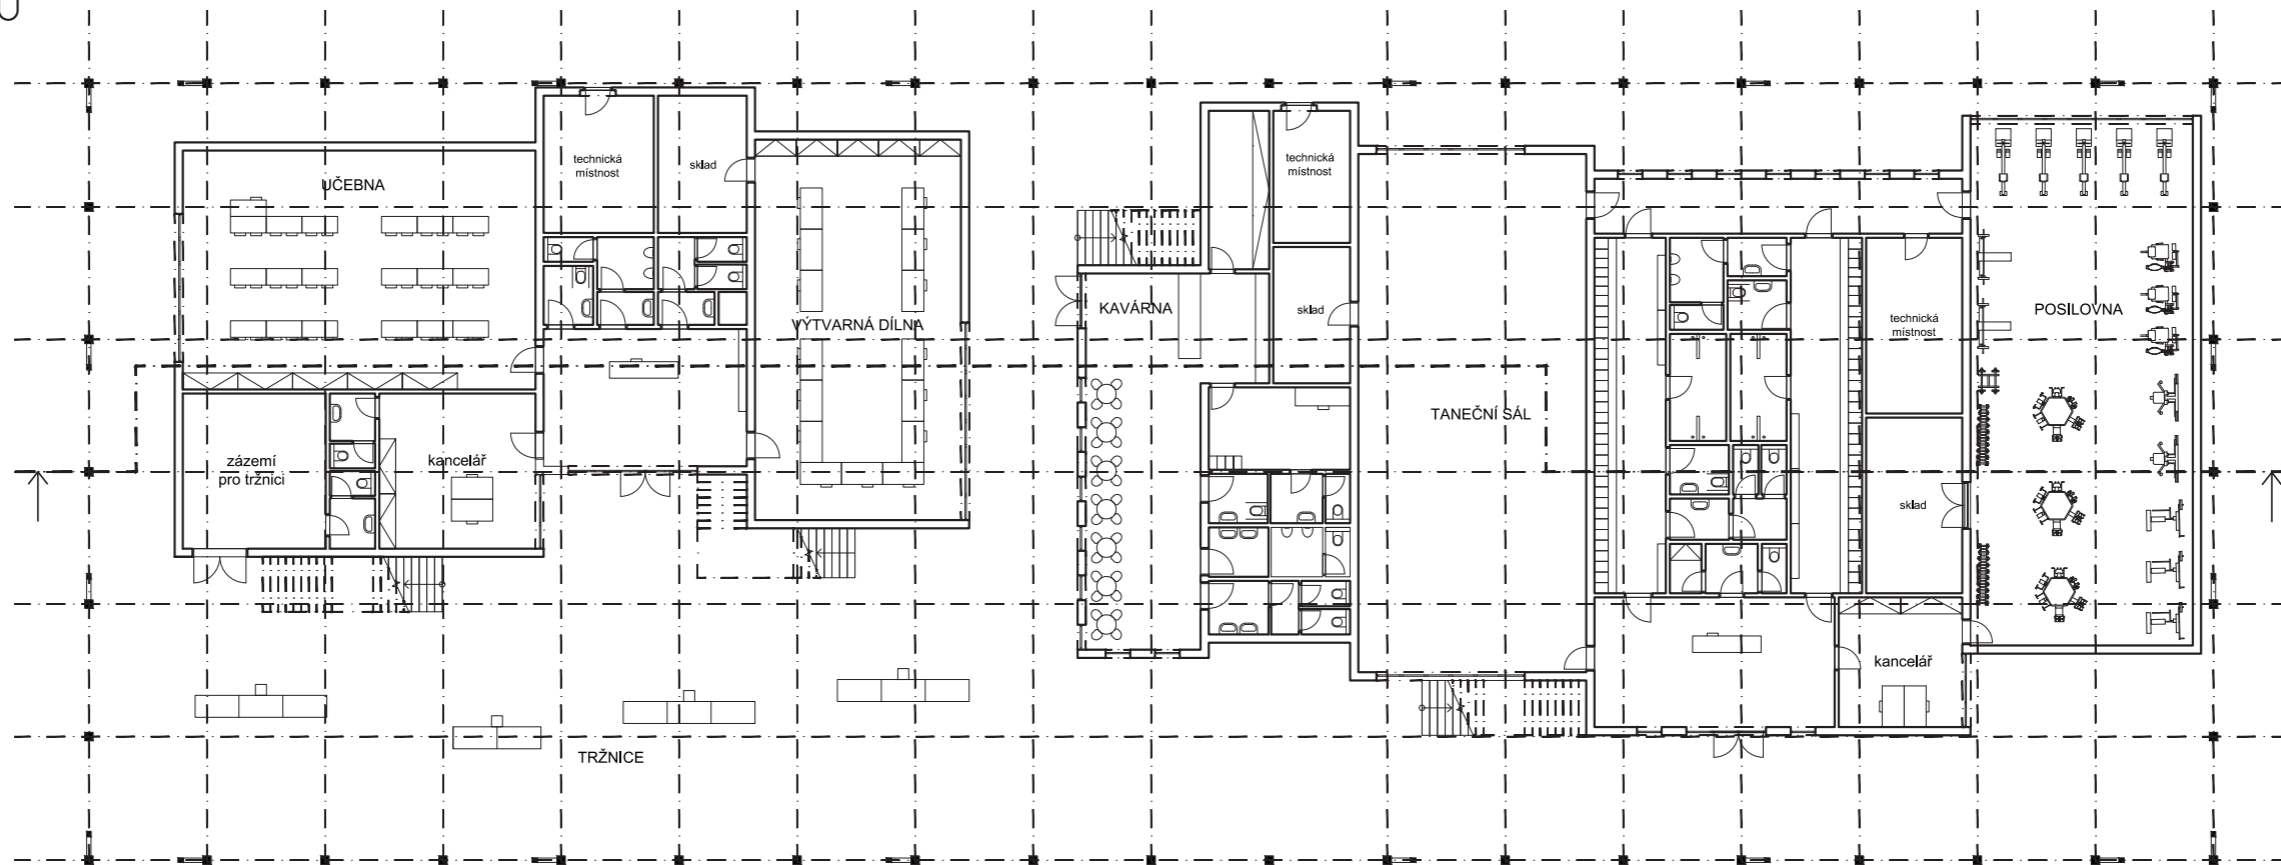 UČEBNA
technická
místnost
sklad
VÝTVARNÁ DÍLNA
zázemí
pro tržnici
kancelář
TRŽNICE
KAVÁRNA
technická
místnost
sklad
TANEČNÍ SÁL
technická
místnost
sklad
kancelář
POSILOVNA